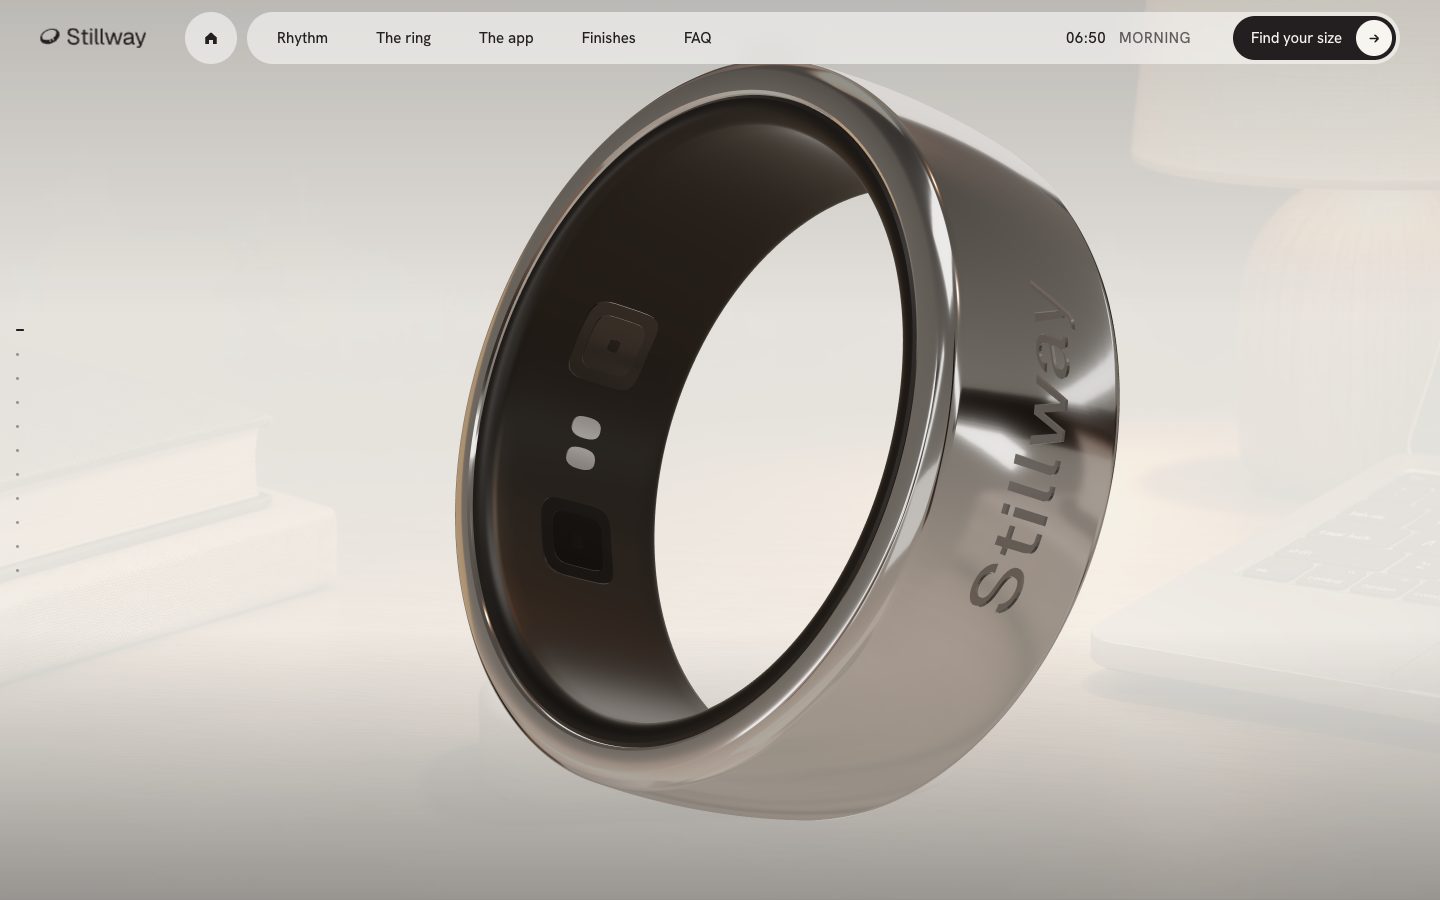 Stillway
Rhythm
The ring
The app
Finishes
FAQ
06:50 MORNING
Find your size
Stillway